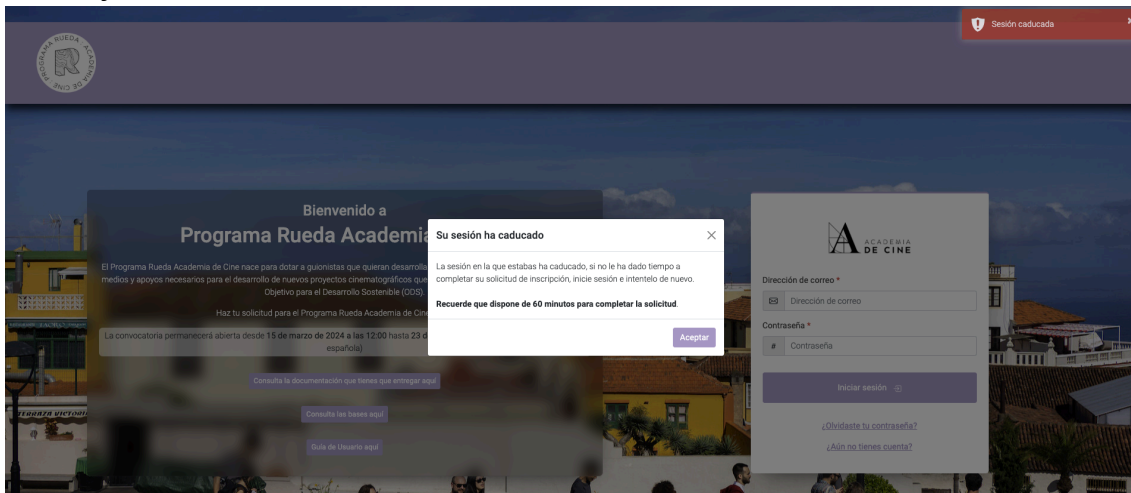 Sesión caducada
PROGRAMA RUEDA ACADEMIA DE CINE
R
Bienvenido a
Programa Rueda Academia
El Programa Rueda Academia de Cine nace para dotar a guionistas que quieran
medios y apoyos necesarios para el desarrollo de nuevos proyectos cinematográficos que
Objetivo para el Desarrollo Sostenible (ODS)
Haz tu solicitud para el Programa Rueda Academia de Cine
La convocatoria permanecerá abierta desde 15 de marzo de 2024 a las 12:00 hasta 23 d
española)
Consulta la documentación que tienes que entregar aquí
Consulta las bases aquí
Guía de Usuario aquí
Su sesión ha caducado
La sesión en la que estabas ha caducado, si no le ha dado tiempo a
completar su solicitud de inscripción, inicie sesión e intentelo de nuevo.
Recuerde que dispone de 60 minutos para completar la solicitud.
Aceptar
ACADEMIA
DE CINE
Dirección de correo *
Dirección de correo
Contraseña *
# Contraseña
Iniciar sesión
¿Olvidaste tu contraseña?
¿Aún no tienes cuenta?